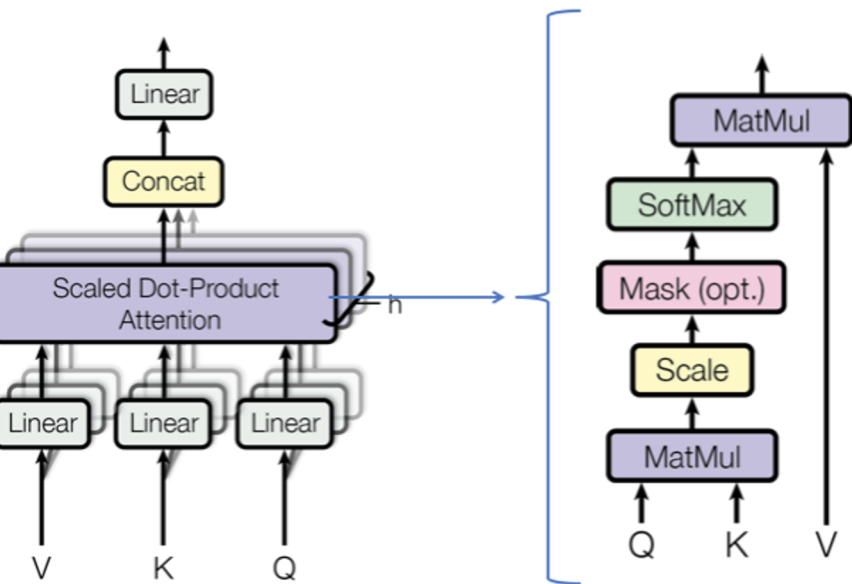 Linear
Concat
Scaled Dot-Product
Attention
h
Linear
Linear
Linear
V
K
Q
MatMul
SoftMax
Mask (opt.)
Scale
MatMul
Q
K
V